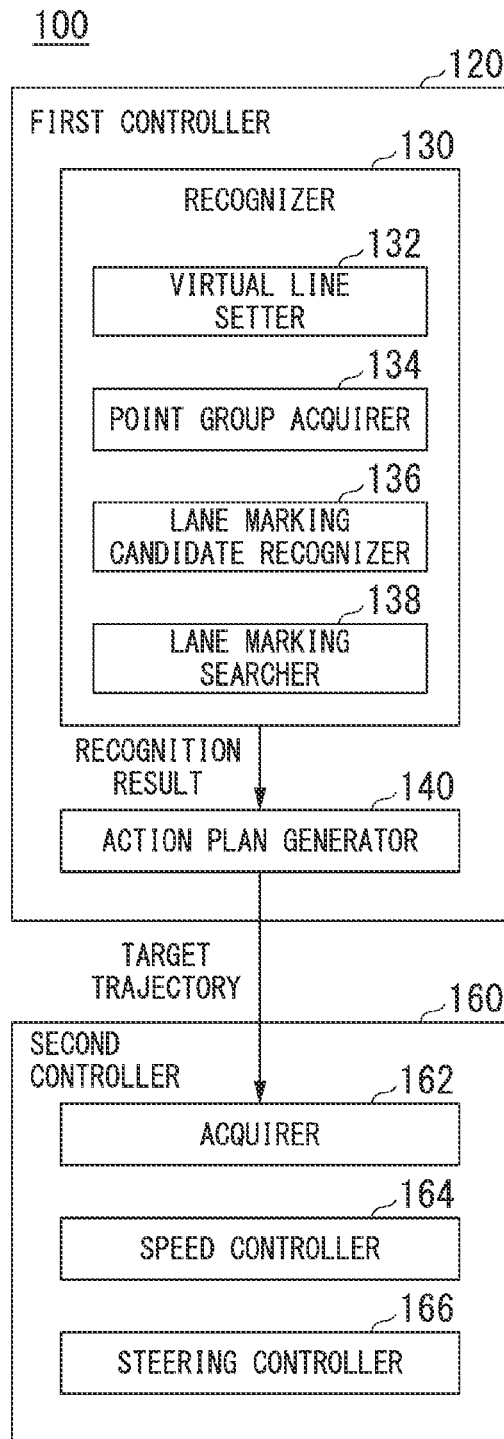 100
120
FIRST CONTROLLER
130
RECOGNIZER
132
VIRTUAL LINE
SETTER
134
POINT GROUP ACQUIRER
136
LANE MARKING
CANDIDATE RECOGNIZER
138
LANE MARKING
SEARCHER
RECOGNITION
RESULT
140
ACTION PLAN GENERATOR
TARGET
TRAJECTORY
160
SECOND
CONTROLLER
162
ACQUIRER
164
SPEED CONTROLLER
166
STEERING CONTROLLER